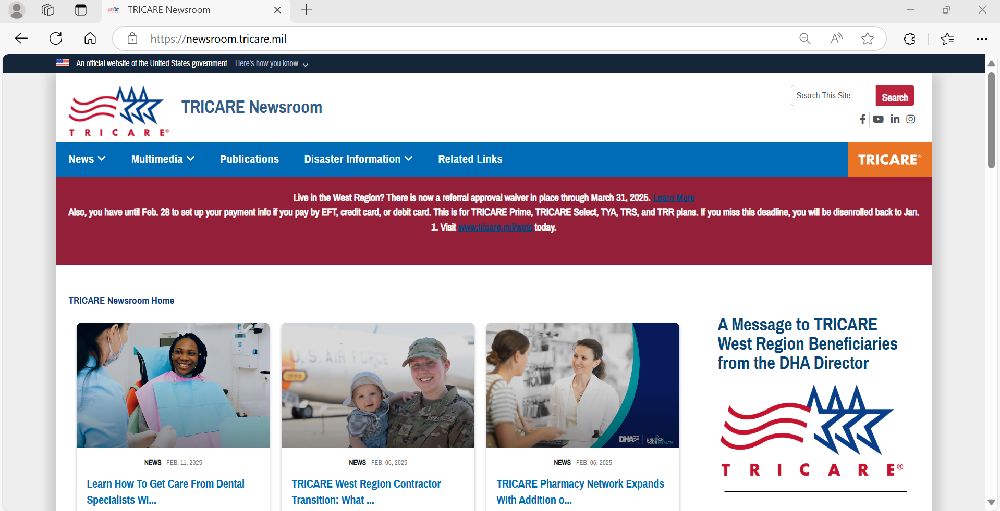 TRICARE Newsroom
https://newsroom.tricare.mil
An official website of the United States government Here's how you know
TRICARE®
TRICARE Newsroom
Search This Site
Search
News
Multimedia
Publications
Disaster Information
Related Links
TRICARE®
Live in the West Region? There is now a referral approval waiver in place through March 31, 2025. Learn More
Also, you have until Feb. 28 to set up your payment info if you pay by EFT, credit card, or debit card. This is for TRICARE Prime, TRICARE Select, TYA, TRS, and TRR plans. If you miss this deadline, you will be disenrolled back to Jan.
1. Visit www.tricare.mil/west today.
TRICARE Newsroom Home
U.S. AIR FORCE
U.S. AIR FORCE
DHA
UNLOCK
YOUR HEALTH
NEWS FEB. 11, 2025
Learn How To Get Care From Dental
Specialists Wi...
NEWS FEB. 06, 2025
TRICARE West Region Contractor
Transition: What ...
NEWS FEB. 06, 2025
TRICARE Pharmacy Network Expands
With Addition o...
A Message to TRICARE
West Region Beneficiaries
from the DHA Director
TRICARE®